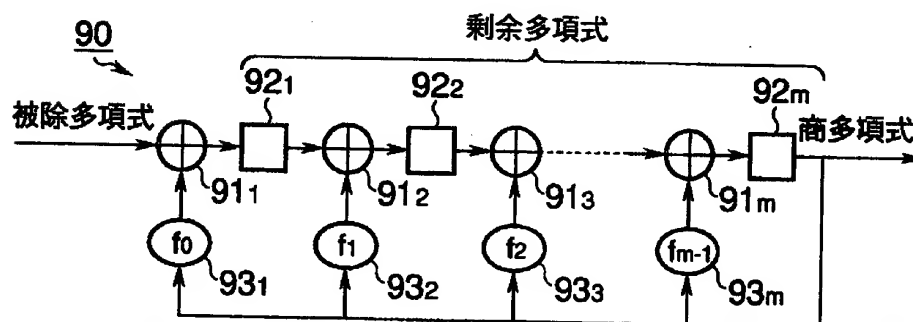 90
剰余多項式
92₁
92₂
92m
被除多項式
商多項式
91₁
91₂
91₃
91m
f₀
f₁
f₂
fm-1
93₁
93₂
93₃
93m